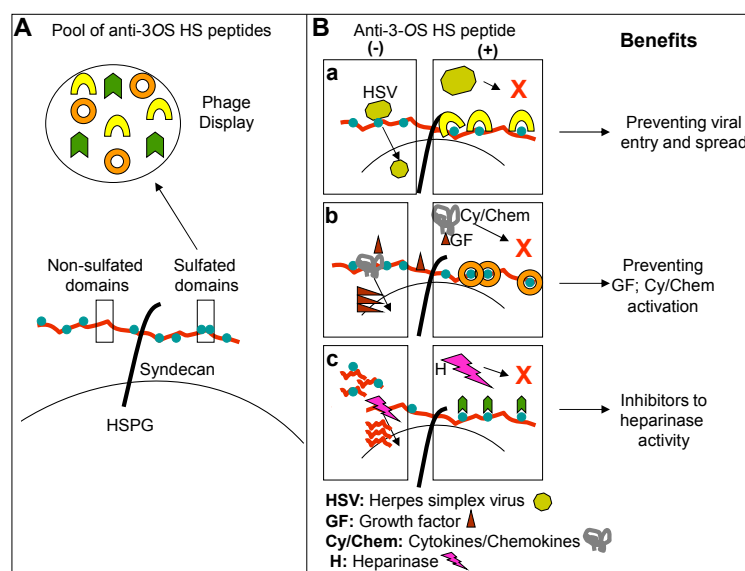 A
Pool of anti-3OS HS peptides
Phage
Display
Non-sulfated
domains
Sulfated
domains
Syndecan
HSPG
B
Anti-3-OS HS peptide
(-)
(+)
Benefits
a
HSV
X
Preventing viral
entry and spread
b
Cy/Chem
GF
X
Preventing
GF; Cy/Chem
activation
c
H
X
Inhibitors to
heparinase
activity
HSV: Herpes simplex virus
GF: Growth factor
Cy/Chem: Cytokines/Chemokines
H: Heparinase